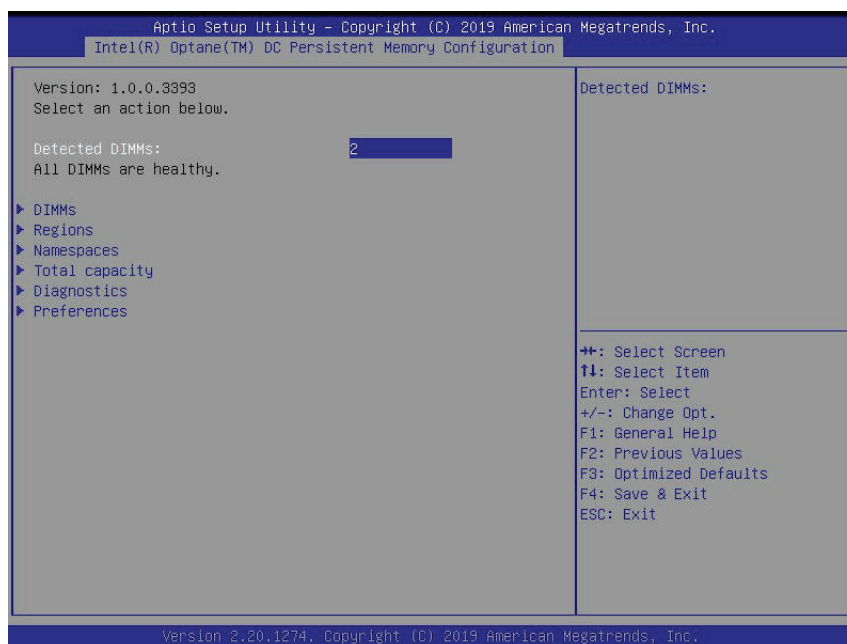 Aptio Setup Utility – Copyright (C) 2019 American Megatrends, Inc.
Intel(R) Optane(TM) DC Persistent Memory Configuration
Version: 1.0.0.3393
Select an action below.
Detected DIMMs: 2
All DIMMs are healthy.
DIMMs
Regions
Namespaces
Total capacity
Diagnostics
Preferences
Detected DIMMs:
→←: Select Screen
↑↓: Select Item
Enter: Select
+/-: Change Opt.
F1: General Help
F2: Previous Values
F3: Optimized Defaults
F4: Save & Exit
ESC: Exit
Version 2.20.1274. Copyright (C) 2019 American Megatrends, Inc.